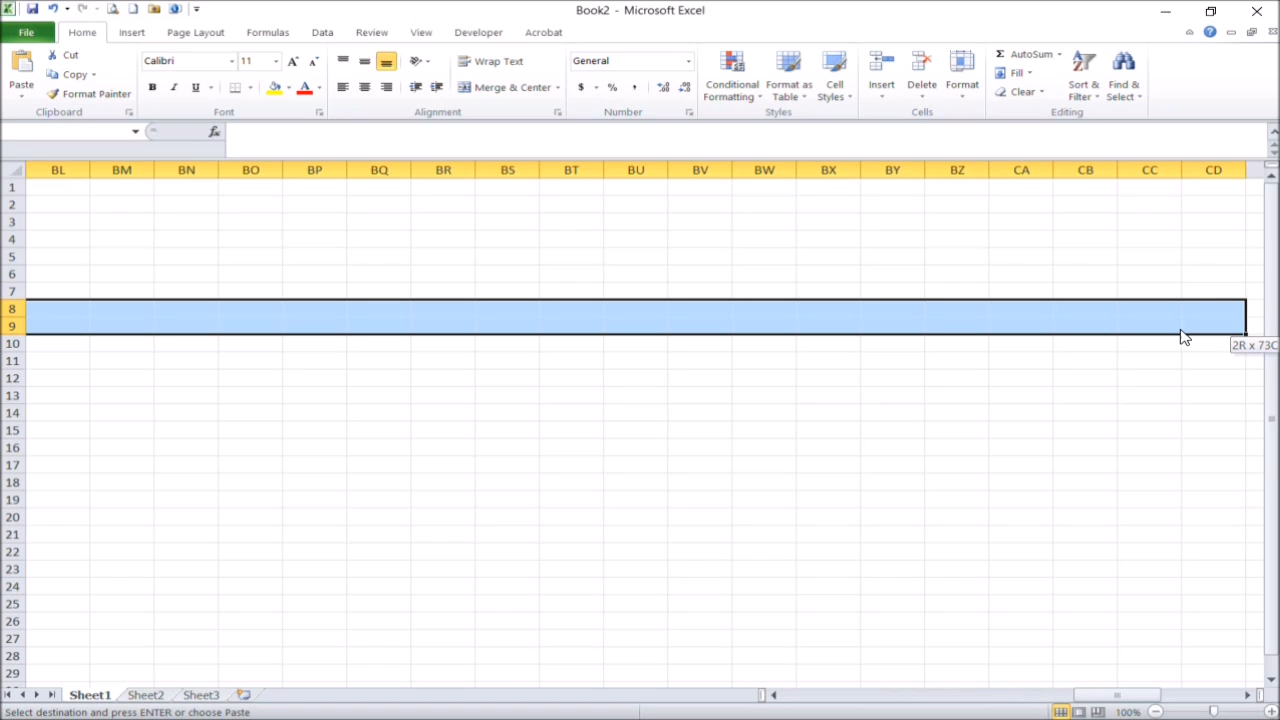 Book2 - Microsoft Excel
File Home Insert Page Layout Formulas Data Review View Developer Acrobat
Paste
Cut
Copy
Format Painter
Clipboard
Calibri 11
B I U A
Font
Wrap Text
Merge & Center
Alignment
General
$ % ,
Number
Conditional Formatting
Format as Table
Cell Styles
Styles
Insert
Delete
Format
Cells
Σ AutoSum
Fill
Clear
Sort & Filter
Find & Select
Editing
fx
BL BM BN BO BP BQ BR BS BT BU BV BW BX BY BZ CA CB CC CD
1
2
3
4
5
6
7
8
9
2R x 73C
10
11
12
13
14
15
16
17
18
19
20
21
22
23
24
25
26
27
28
29
Sheet1 Sheet2 Sheet3
Select destination and press ENTER or choose Paste
100%